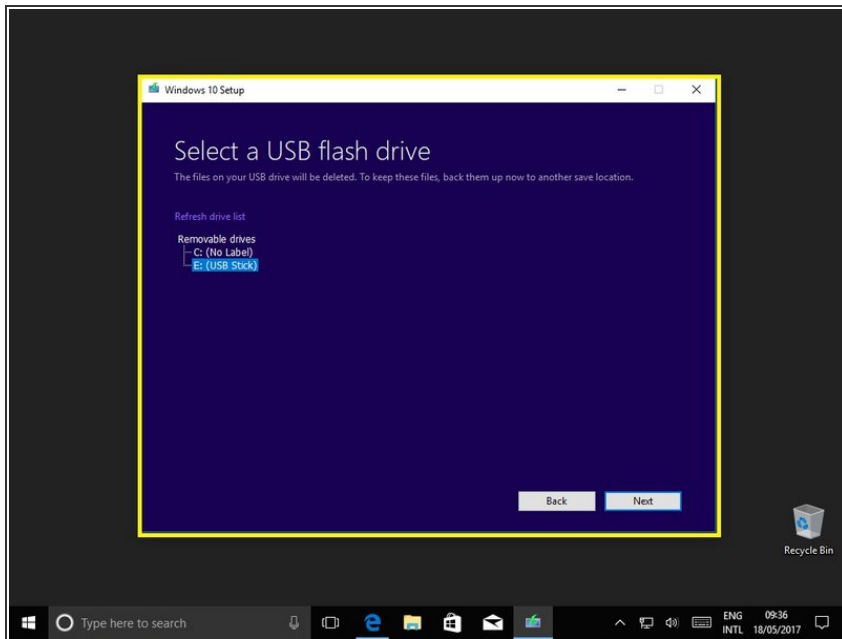 Windows 10 Setup
Select a USB flash drive
The files on your USB drive will be deleted. To keep these files, back them up now to another save location.
Refresh drive list
Removable drives
C: (No Label)
E: (USB Stick)
Back Next
Recycle Bin
Type here to search
ENG 09:36
INTL 18/05/2017